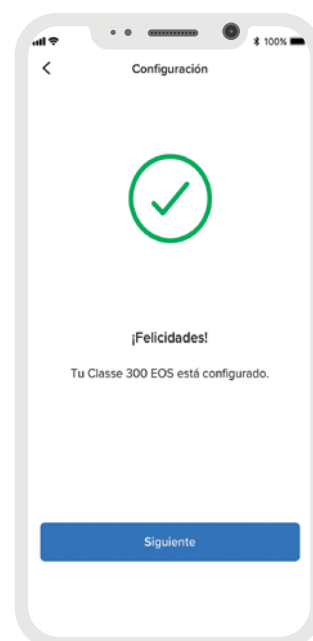 100%
Configuración
¡Felicidades!
Tu Classe 300 EOS está configurado.
Siguiente